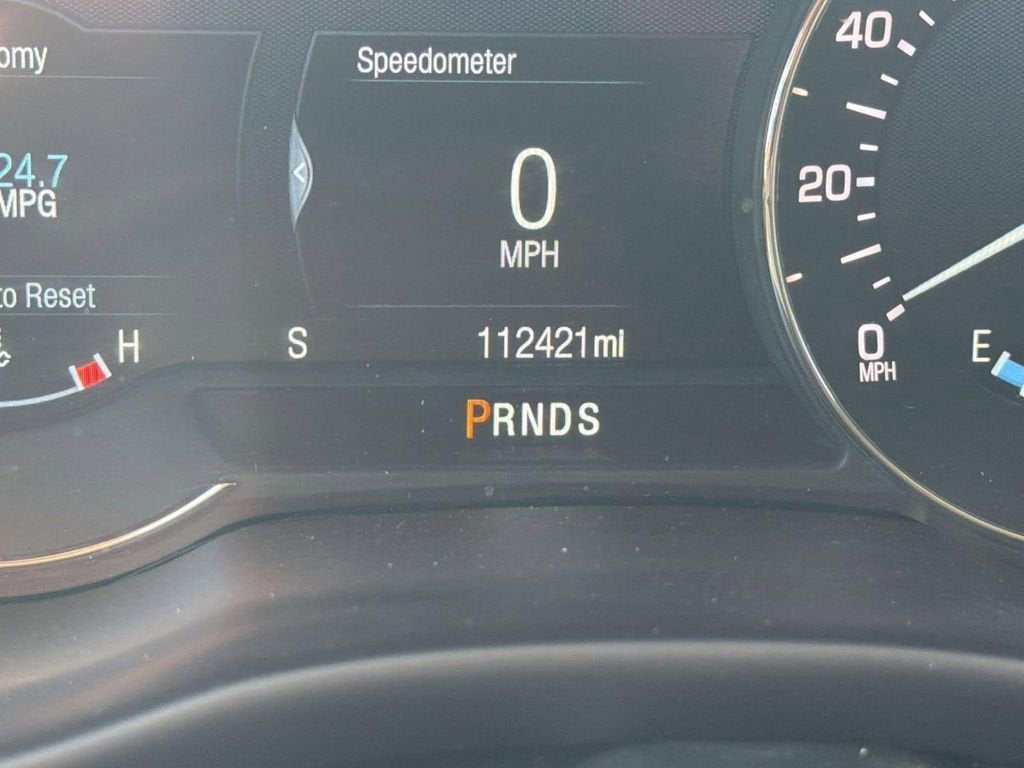 omy
Speedometer
40
24.7
MPG
<
0
MPH
20
to Reset
H
S
112421mi
0
MPH
E
PRNDS